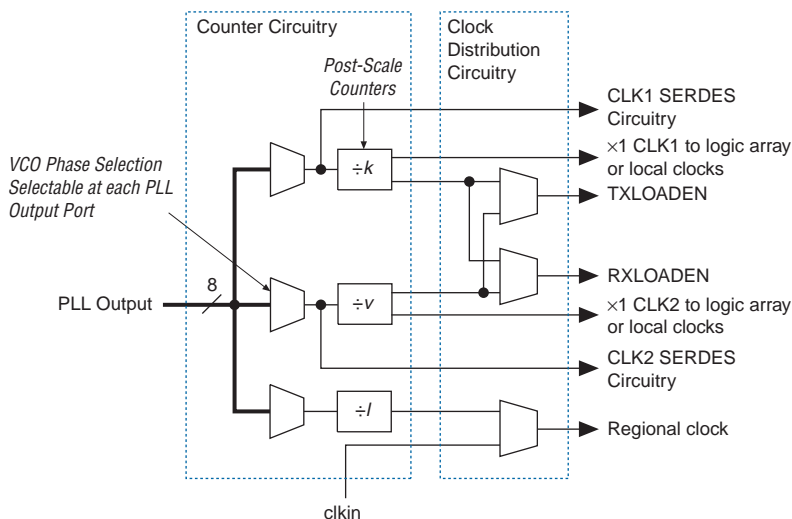 Counter Circuitry
Clock
Distribution
Circuitry
Post-Scale
Counters
CLK1 SERDES
Circuitry
×1 CLK1 to logic array
or local clocks
÷k
TXLOADEN
VCO Phase Selection
Selectable at each PLL
Output Port
RXLOADEN
8
PLL Output
÷v
×1 CLK2 to logic array
or local clocks
CLK2 SERDES
Circuitry
÷l
Regional clock
clkin